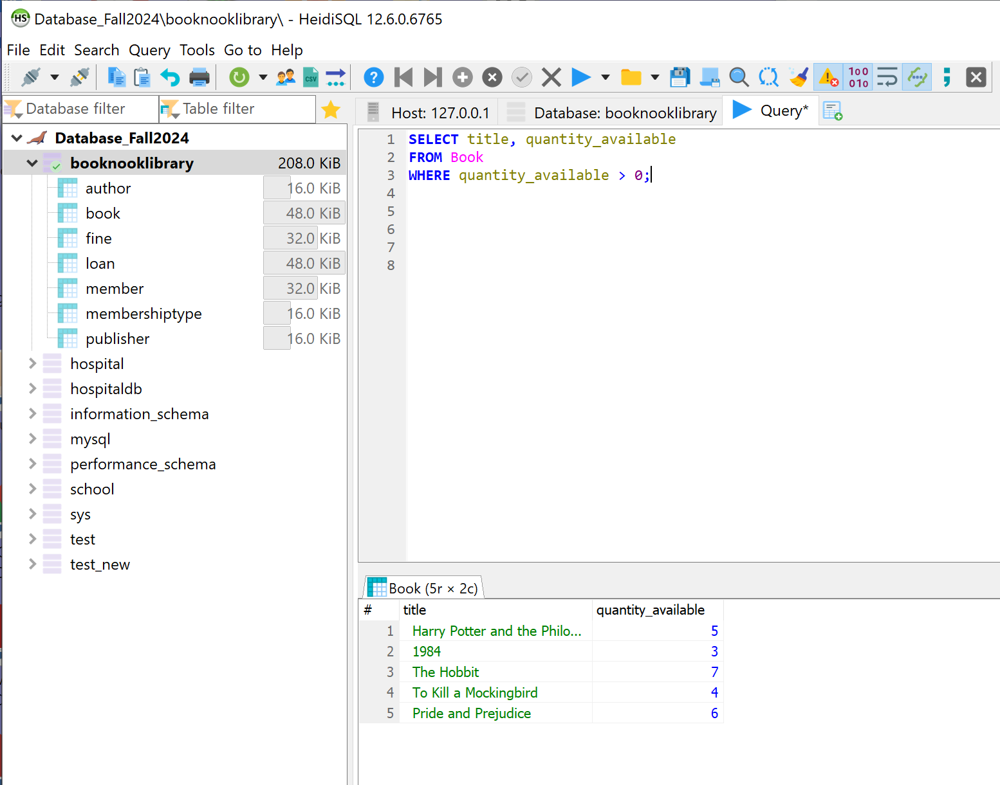 Database_Fall2024\booknooklibrary\ - HeidiSQL 12.6.0.6765
File Edit Search Query Tools Go to Help
Database filter
Table filter
Host: 127.0.0.1
Database: booknooklibrary
Query*
Database_Fall2024
booknooklibrary 208.0 KiB
author 16.0 KiB
book 48.0 KiB
fine 32.0 KiB
loan 48.0 KiB
member 32.0 KiB
membershiptype 16.0 KiB
publisher 16.0 KiB
hospital
hospitaldb
information_schema
mysql
performance_schema
school
sys
test
test_new
1 SELECT title, quantity_available
2 FROM Book
3 WHERE quantity_available > 0;
4
5
6
7
8
Book (5r × 2c)
# title quantity_available
1 Harry Potter and the Philo... 5
2 1984 3
3 The Hobbit 7
4 To Kill a Mockingbird 4
5 Pride and Prejudice 6
HS
CSV
100
010